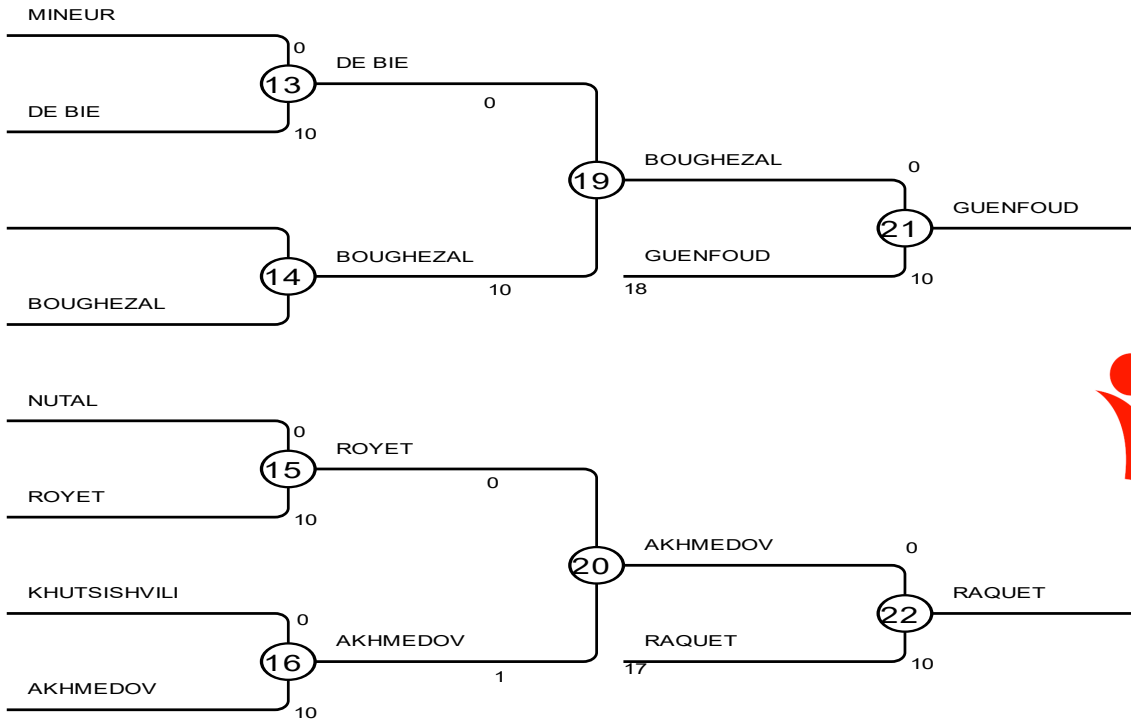 MINEUR
0
13
DE BIE
0
DE BIE
10
19
BOUGHEZAL
0
21
GUENFOUD
14
BOUGHEZAL
10
GUENFOUD
18
10
BOUGHEZAL
NUTAL
0
15
ROYET
0
ROYET
10
20
AKHMEDOV
0
22
RAQUET
KHUTSISHVILI
0
16
AKHMEDOV
1
RAQUET
17
10
AKHMEDOV
10